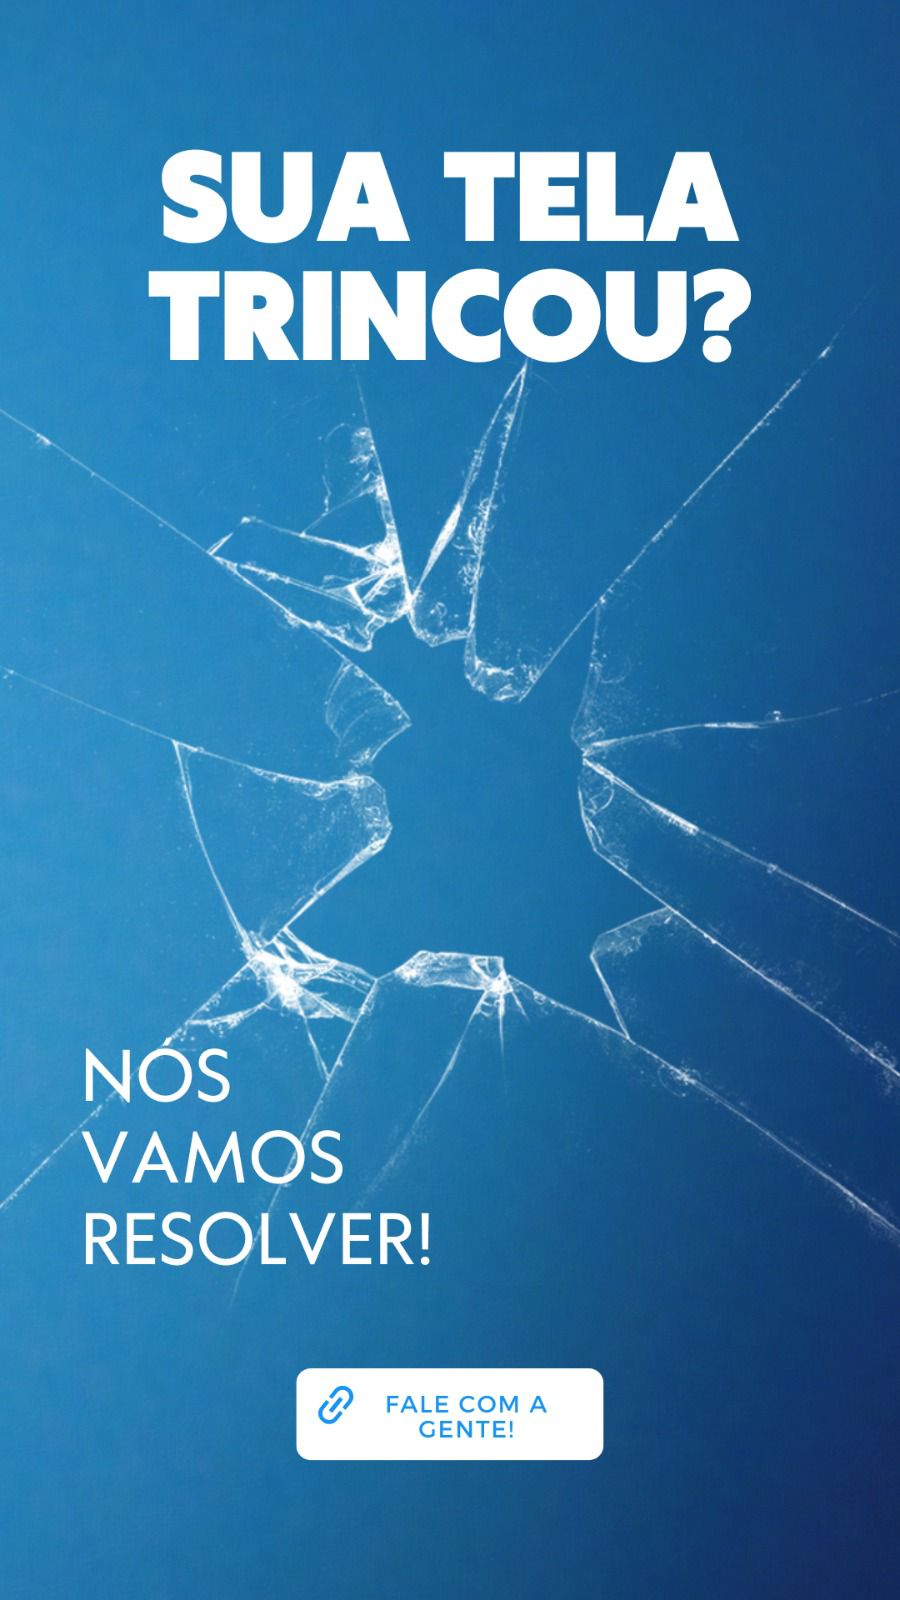 SUA TELA
TRINCOU?
NÓS
VAMOS
RESOLVER!
FALE COM A
GENTE!